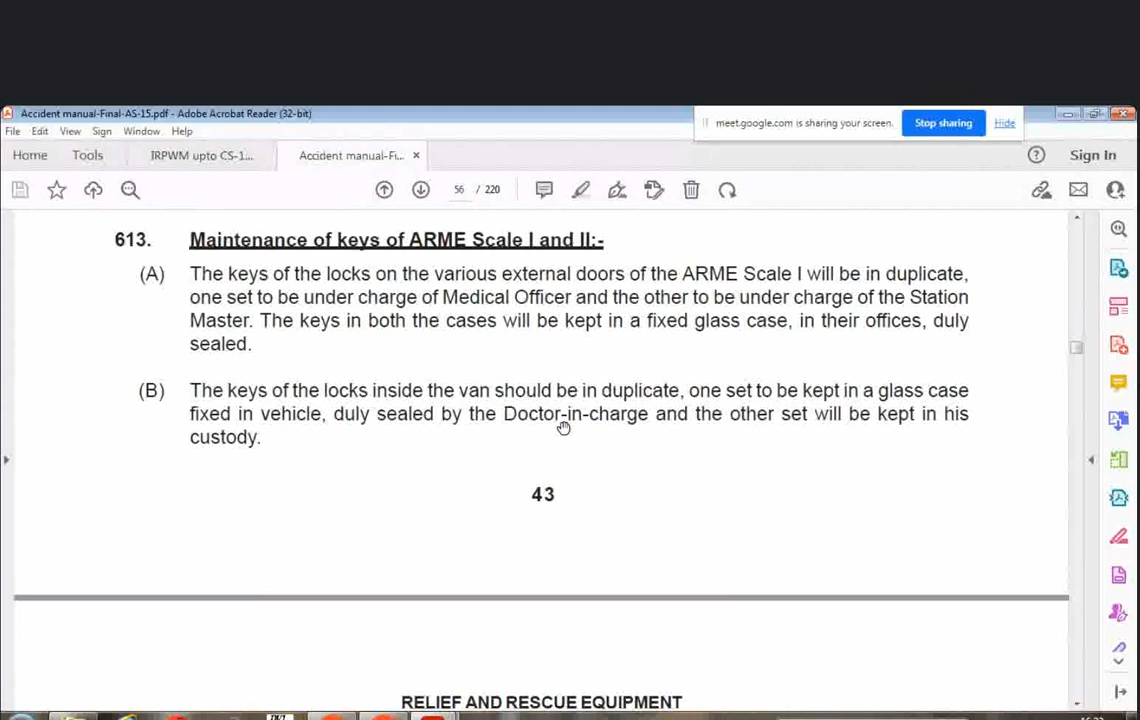 Accident manual-Final-AS-15.pdf - Adobe Acrobat Reader (32-bit)
meet.google.com is sharing your screen.
Stop sharing
Hide
File Edit View Sign Window Help
Home Tools IRPWM upto CS-1... Accident manual-Fi... × Sign In
56 / 220
613. Maintenance of keys of ARME Scale I and II:-
(A) The keys of the locks on the various external doors of the ARME Scale I will be in duplicate,
one set to be under charge of Medical Officer and the other to be under charge of the Station
Master. The keys in both the cases will be kept in a fixed glass case, in their offices, duly
sealed.
(B) The keys of the locks inside the van should be in duplicate, one set to be kept in a glass case
fixed in vehicle, duly sealed by the Doctor-in-charge and the other set will be kept in his
custody.
43
RELIEF AND RESCUE EQUIPMENT